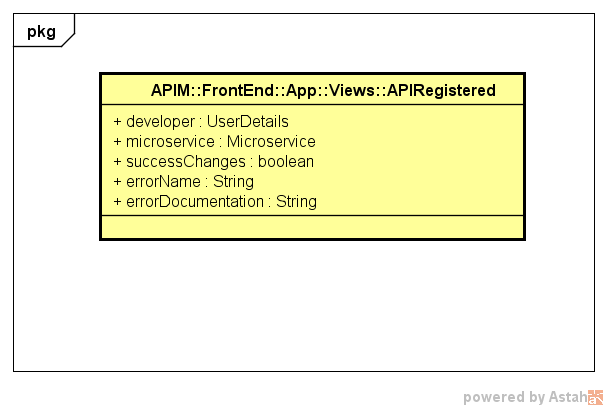 pkg
APIM::FrontEnd::App::Views::APIRegistered
+ developer : UserDetails
+ microservice : Microservice
+ successChanges : boolean
+ errorName : String
+ errorDocumentation : String
powered by Astah